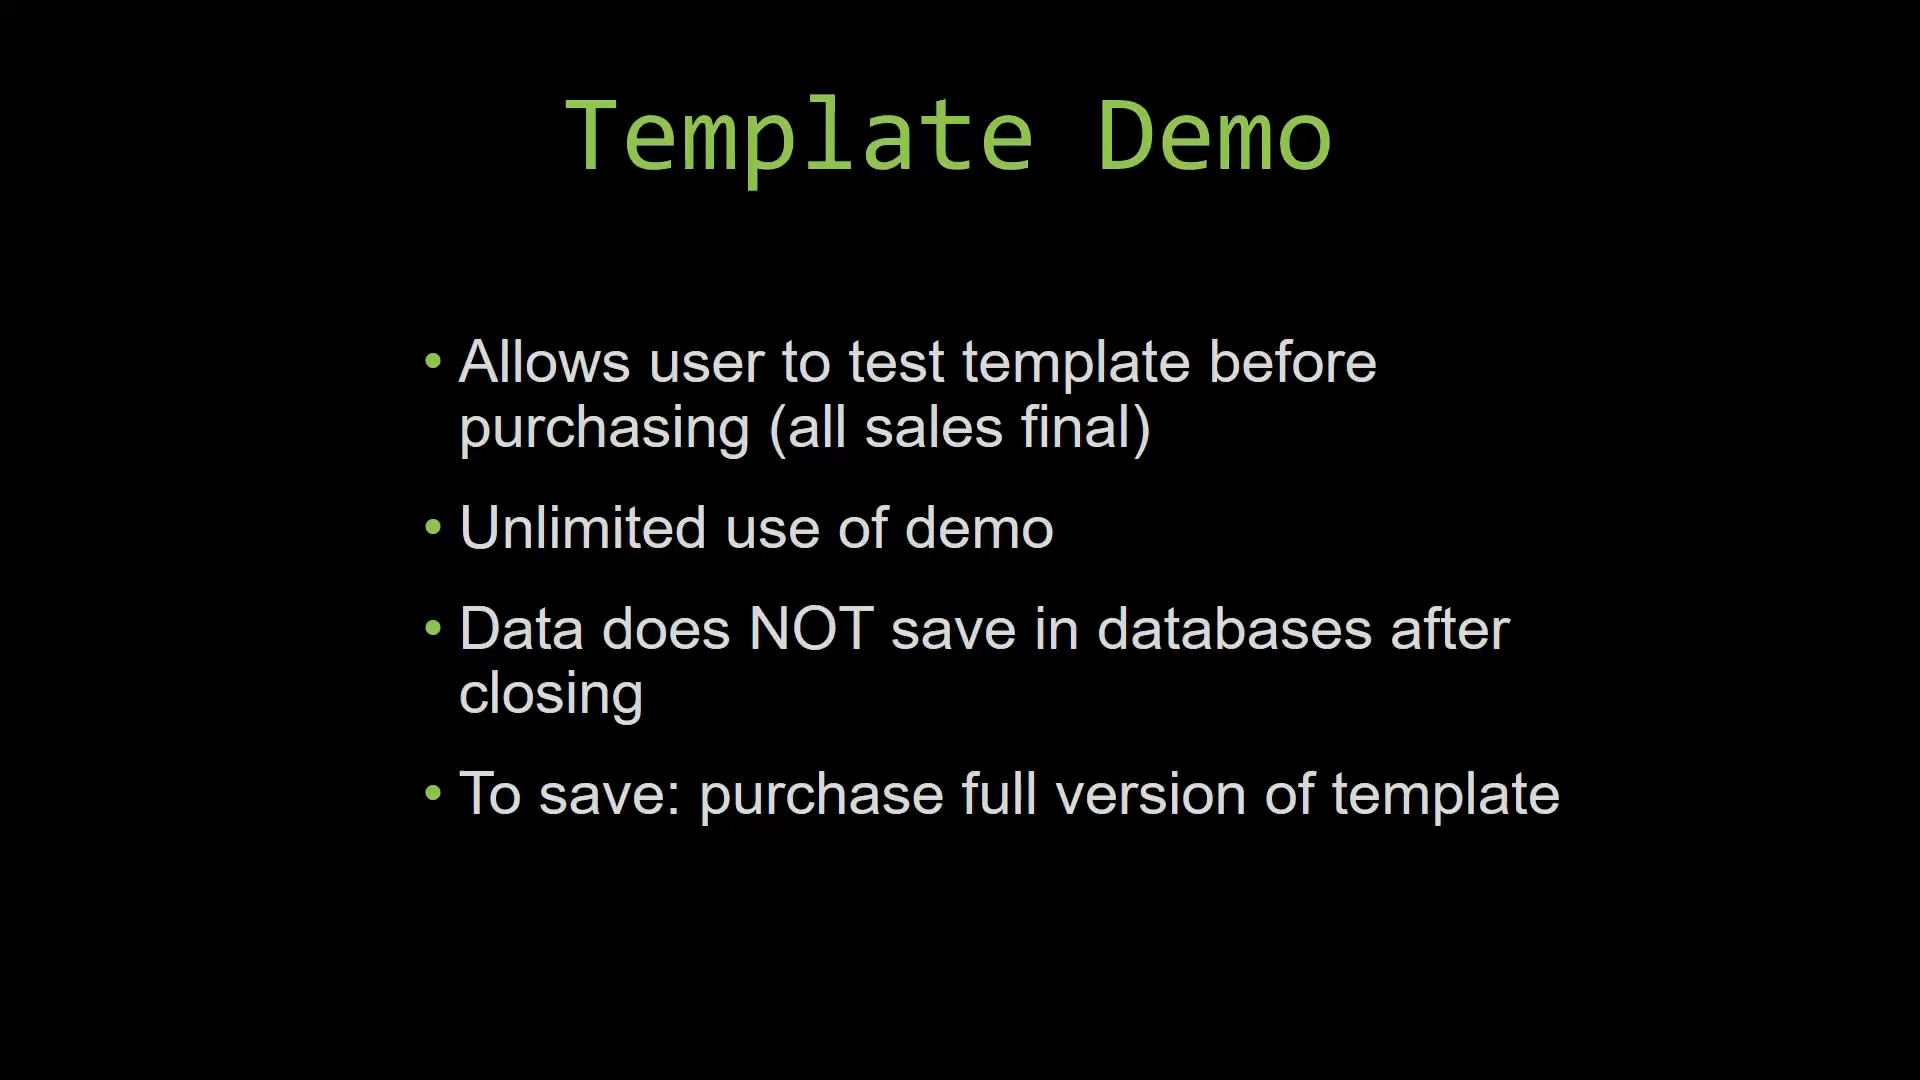 Template Demo
• Allows user to test template before
purchasing (all sales final)
• Unlimited use of demo
• Data does NOT save in databases after
closing
• To save: purchase full version of template